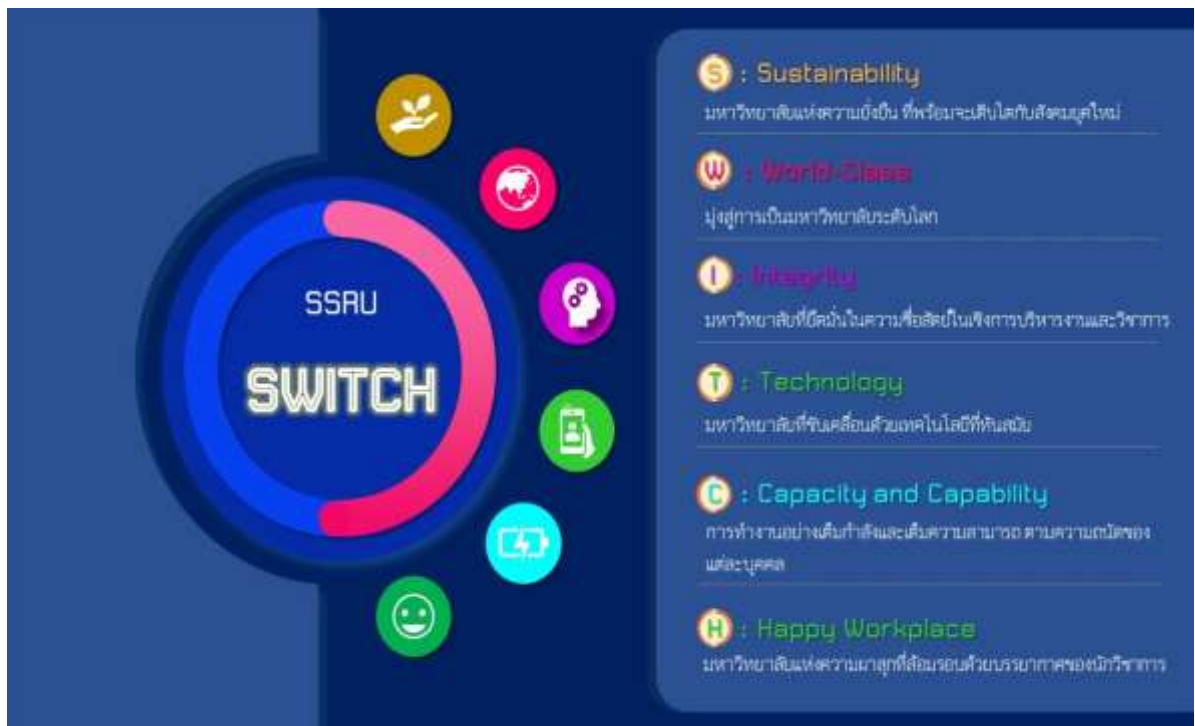 SSRU
SWITCH
S : Sustainability
มหาวิทยาลัยแห่งความยั่งยืน ที่พร้อมจะเติบโตกับสังคมยุคใหม่
W : World-Class
มุ่งสู่การเป็นมหาวิทยาลัยระดับโลก
I : Integrity
มหาวิทยาลัยที่ยึดมั่นในความซื่อสัตย์ในเชิงการบริหารงานและวิชาการ
T : Technology
มหาวิทยาลัยที่ขับเคลื่อนด้วยเทคโนโลยีที่ทันสมัย
C : Capacity and Capability
การทำงานอย่างเต็มกำลังและเต็มความสามารถ ตามความถนัดของ
แต่ละบุคคล
H : Happy Workplace
มหาวิทยาลัยแห่งความผาสุกที่ล้อมรอบด้วยบรรยากาศของนักวิชาการ